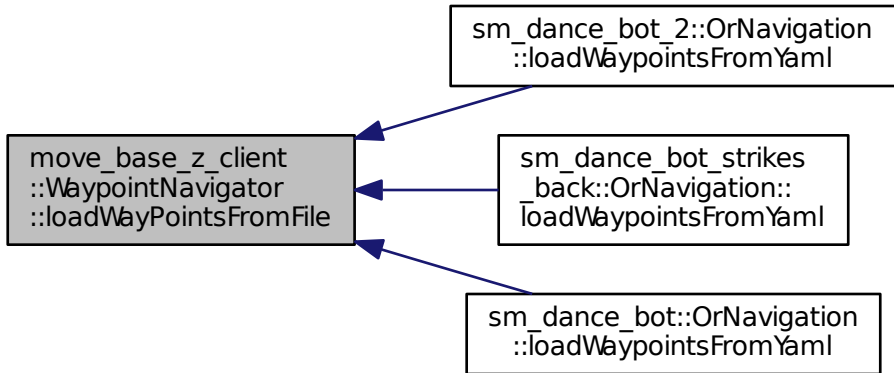 move_base_z_client
::WaypointNavigator
::loadWayPointsFromFile
sm_dance_bot_2::OrNavigation
::loadWaypointsFromYaml
sm_dance_bot_strikes
_back::OrNavigation::
loadWaypointsFromYaml
sm_dance_bot::OrNavigation
::loadWaypointsFromYaml